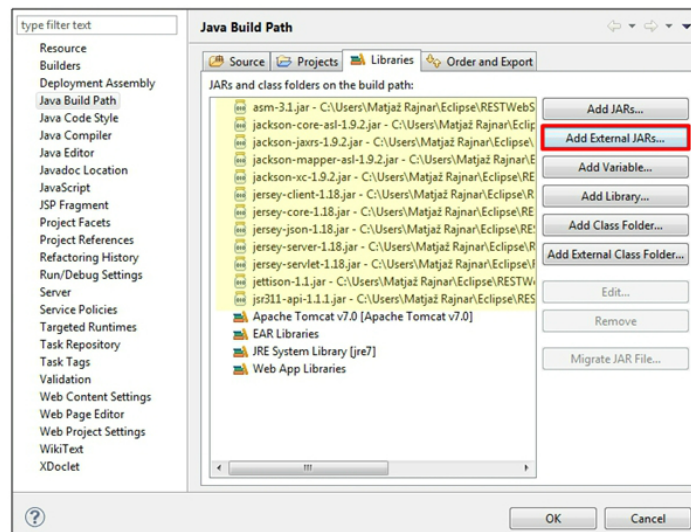 type filter text
Resource
Builders
Deployment Assembly
Java Build Path
Java Code Style
Java Compiler
Java Editor
Javadoc Location
JavaScript
JSP Fragment
Project Facets
Project References
Refactoring History
Run/Debug Settings
Server
Service Policies
Targeted Runtimes
Task Repository
Task Tags
Validation
Web Content Settings
Web Page Editor
Web Project Settings
WikiText
XDoclet
Java Build Path
Source Projects Libraries Order and Export
JARs and class folders on the build path:
asm-3.1.jar - C:\Users\Matjaž Rajnar\Eclipse\RESTWebS
jackson-core-asl-1.9.2.jar - C:\Users\Matjaž Rajnar\Eclip
jackson-jaxrs-1.9.2.jar - C:\Users\Matjaž Rajnar\Eclipse\
jackson-mapper-asl-1.9.2.jar - C:\Users\Matjaž Rajnar\E
jackson-xc-1.9.2.jar - C:\Users\Matjaž Rajnar\Eclipse\RE
jersey-client-1.18.jar - C:\Users\Matjaž Rajnar\Eclipse\RE
jersey-core-1.18.jar - C:\Users\Matjaž Rajnar\Eclipse\RE
jersey-json-1.18.jar - C:\Users\Matjaž Rajnar\Eclipse\RE
jersey-server-1.18.jar - C:\Users\Matjaž Rajnar\Eclipse\R
jersey-servlet-1.18.jar - C:\Users\Matjaž Rajnar\Eclipse\
jettison-1.1.jar - C:\Users\Matjaž Rajnar\Eclipse\RESTW
jsr311-api-1.1.1.jar - C:\Users\Matjaž Rajnar\Eclipse\RES
Apache Tomcat v7.0 [Apache Tomcat v7.0]
EAR Libraries
JRE System Library [jre7]
Web App Libraries
Add JARs...
Add External JARs...
Add Variable...
Add Library...
Add Class Folder...
Add External Class Folder...
Edit...
Remove
Migrate JAR File...
OK Cancel